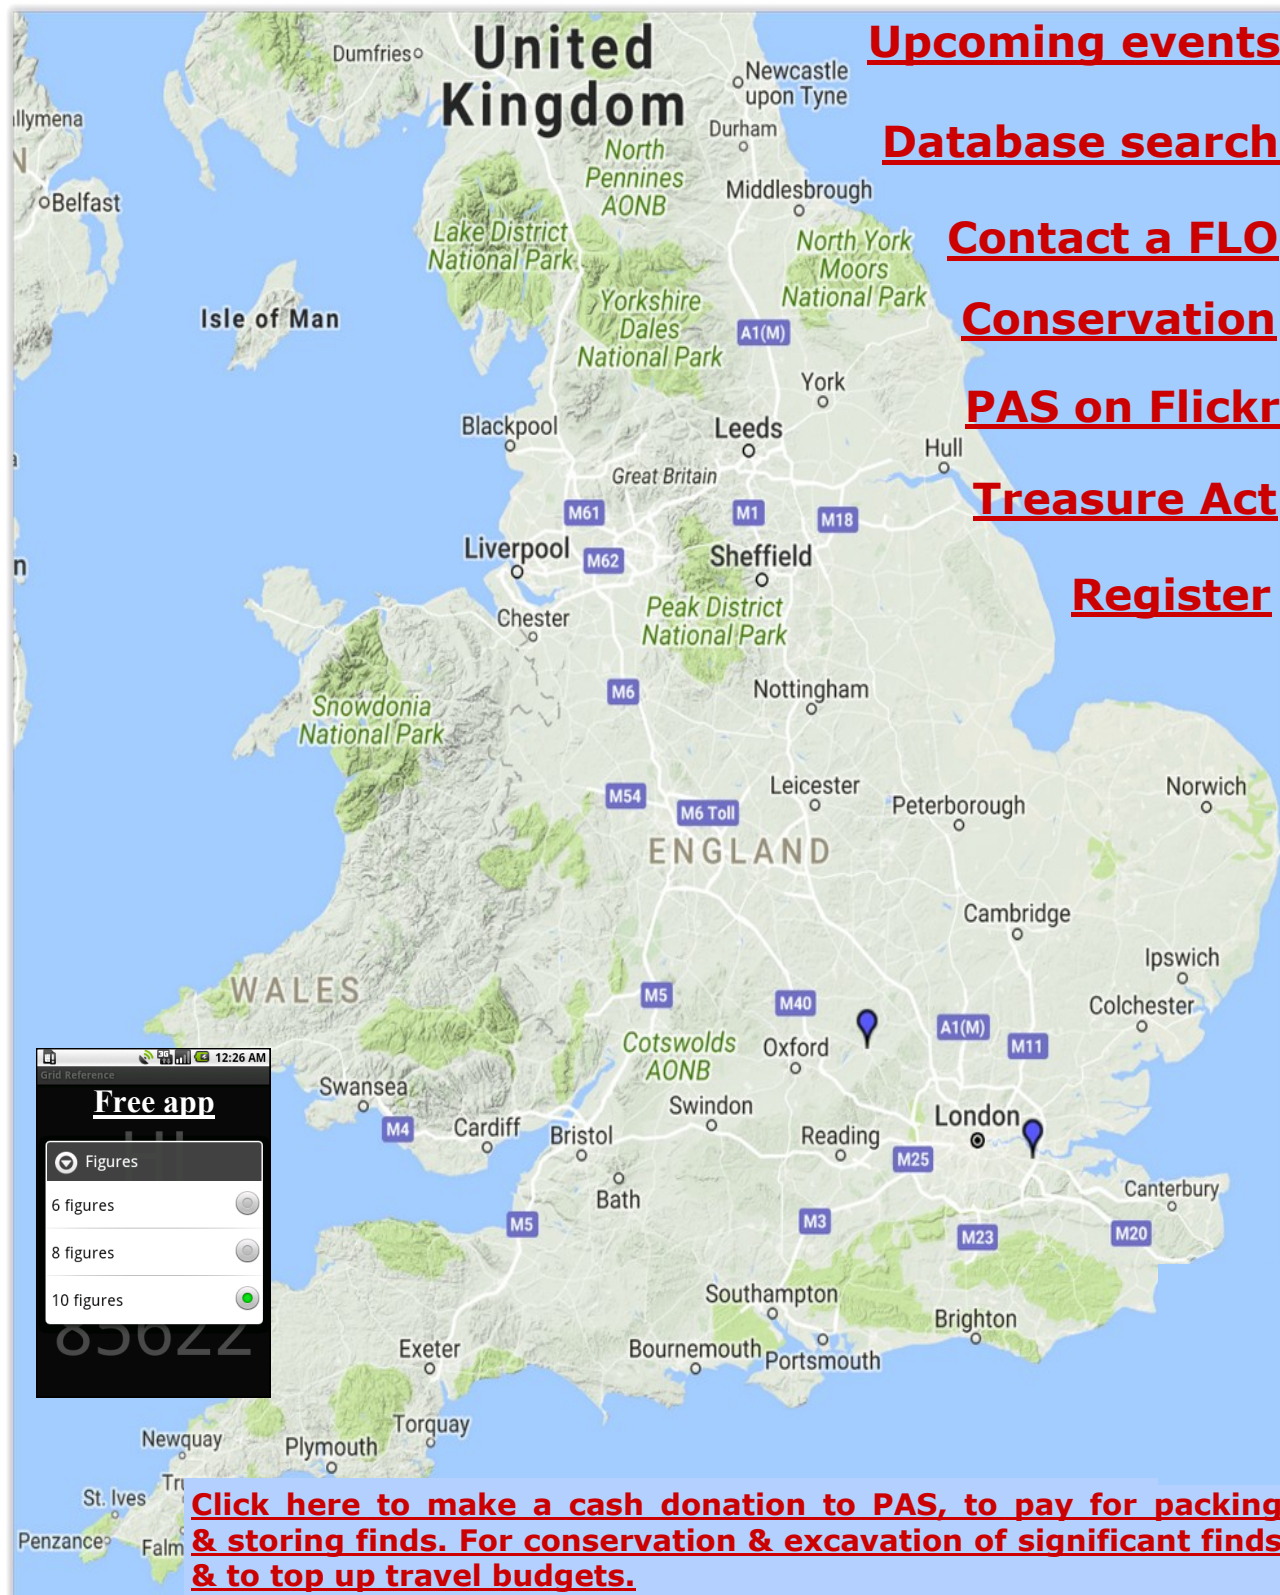 United
Kingdom
Upcoming events
Dumfries
Newcastle
upon Tyne
llymena
Durham
Database search
North
Pennines
AONB
N
Belfast
Middlesbrough
Lake District
National Park
North York
Moors
National Park
Contact a FLO
Isle of Man
Yorkshire
Dales
National Park
A1(M)
Conservation
York
PAS on Flickr
Blackpool
Leeds
Hull
Great Britain
M61
M1
M18
Treasure Act
Liverpool
M62
Sheffield
n
Chester
Peak District
National Park
Register
M6
Nottingham
Snowdonia
National Park
M54
M6 Toll
Leicester
Peterborough
Norwich
ENGLAND
Cambridge
Ipswich
WALES
M5
M40
Colchester
Cotswolds
AONB
Oxford
A1(M)
M11
12:26 AM
Grid Reference
Free app
Figures
6 figures
8 figures
10 figures
85622
Swansea
M4
Cardiff
Bristol
Swindon
Reading
London
M25
Bath
Canterbury
M5
M3
M23
M20
Southampton
Brighton
Exeter
Bournemouth
Portsmouth
Newquay
Plymouth
Torquay
St. Ives
Tru
Penzance
Falm
Click here to make a cash donation to PAS, to pay for packing
& storing finds. For conservation & excavation of significant finds
& to top up travel budgets.